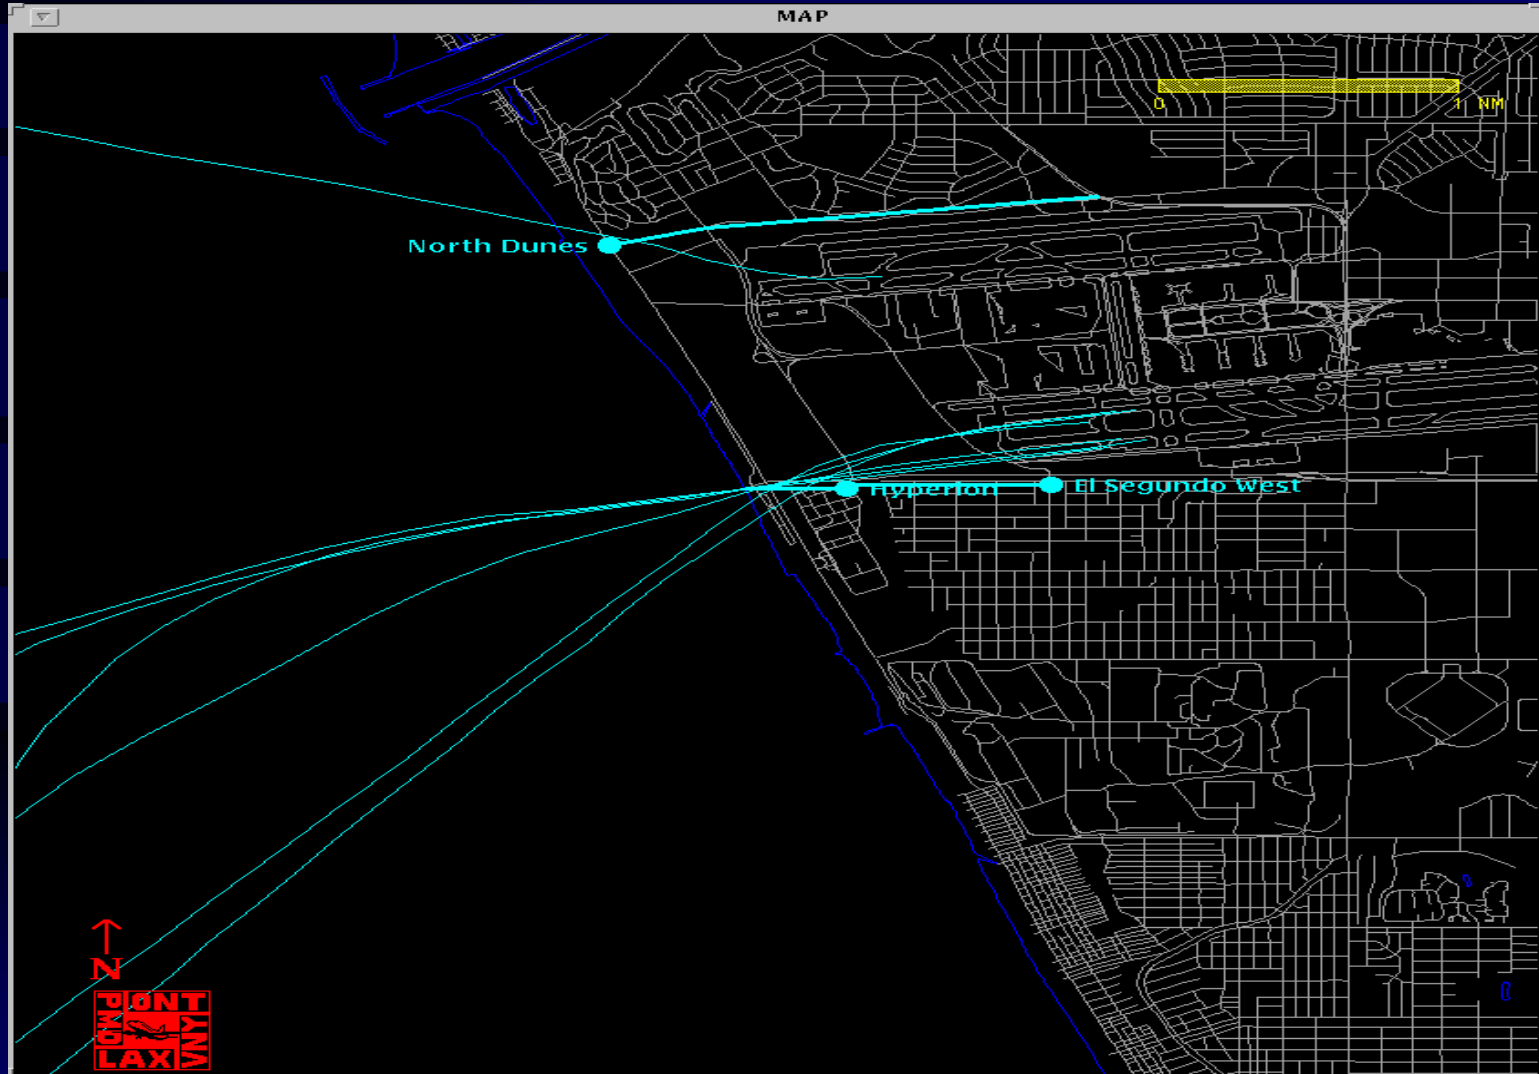 MAP
0 1 NM
North Dunes
Hyperion
El Segundo West
N
ONT
PMD
VNY
LAX